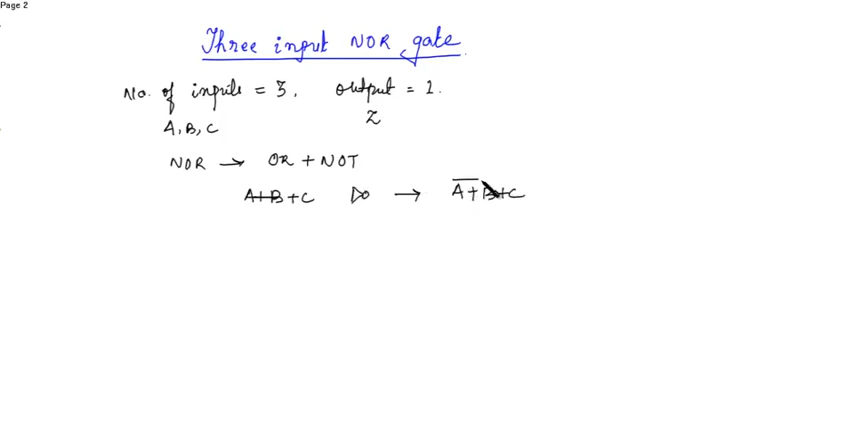 Page 2
Three input NOR gate
No. of inputs = 3, output = 1.
A, B, C Z
NOR → OR + NOT
A+B+C → A+B+C